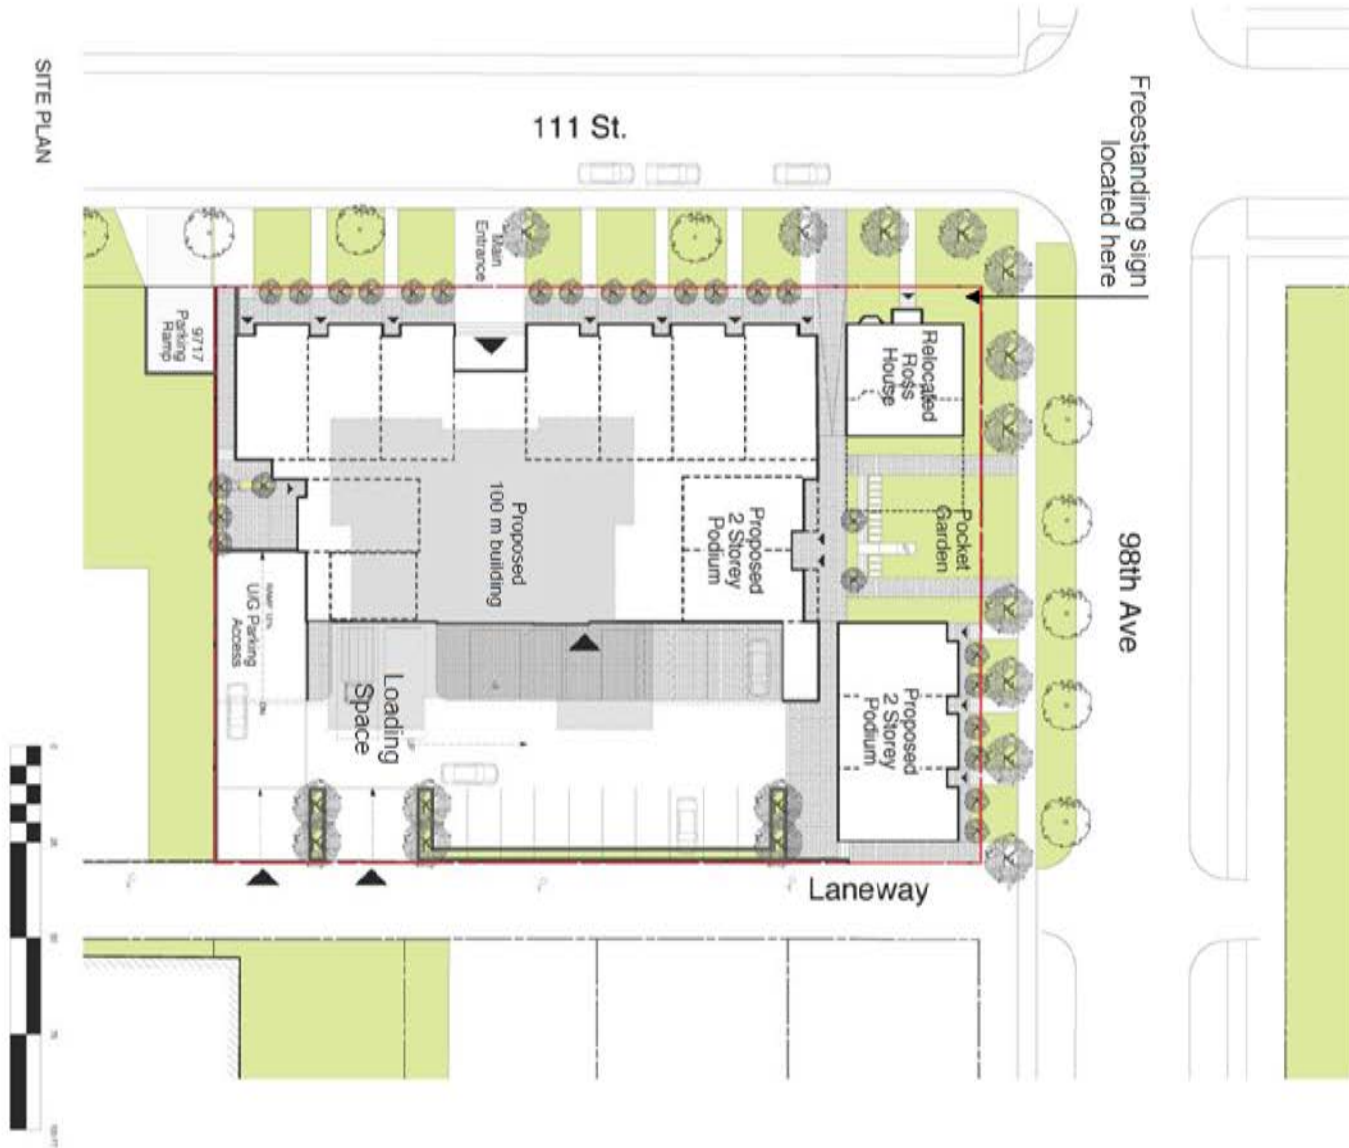 SITE PLAN
111 St.
Freestanding sign
located here
Main
Entrance
9717
Parking
Ramp
Relocated
Ross
House
Proposed
100 m building
Proposed
2 Storey
Podium
Pocket
Garden
98th Ave
U/G Parking
Access
Loading
Space
Proposed
2 Storey
Podium
Laneway